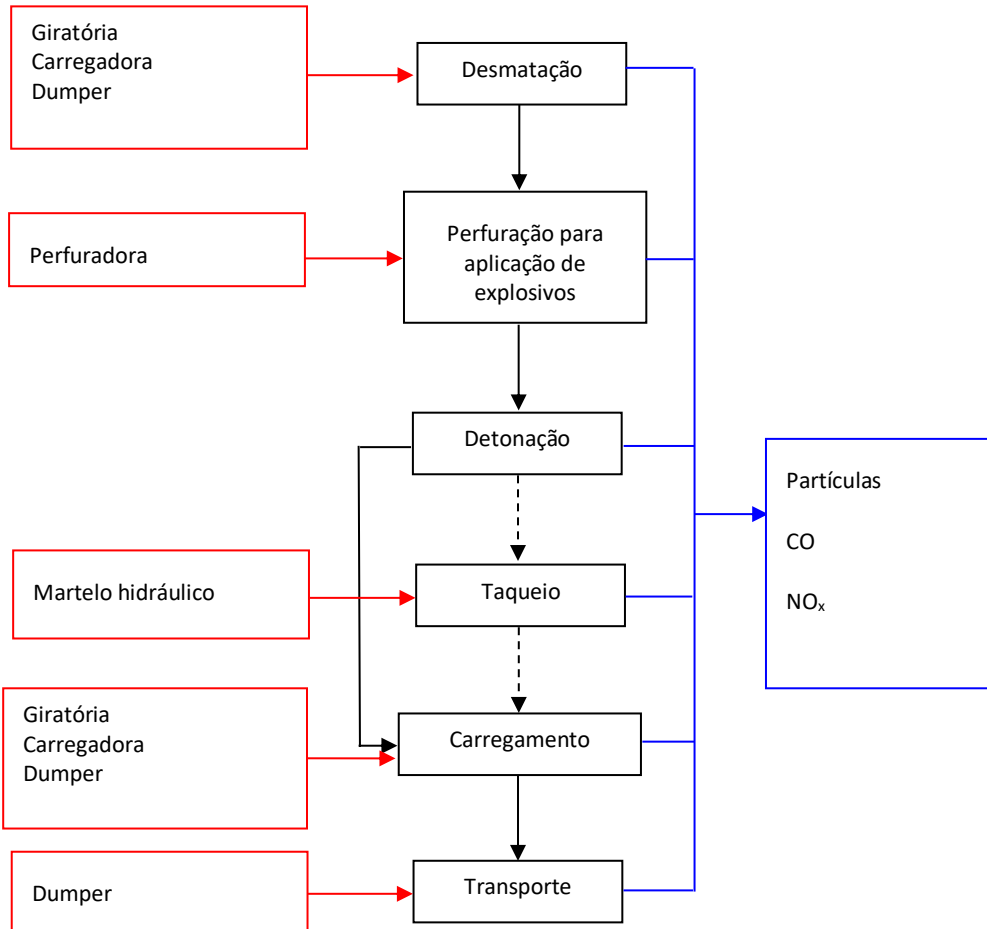 Giratória
Carregadora
Dumper
Desmatação
Perfuradora
Perfuração para
aplicação de
explosivos
Detonação
Partículas
CO
NOₓ
Martelo hidráulico
Taqueio
Giratória
Carregadora
Dumper
Carregamento
Dumper
Transporte